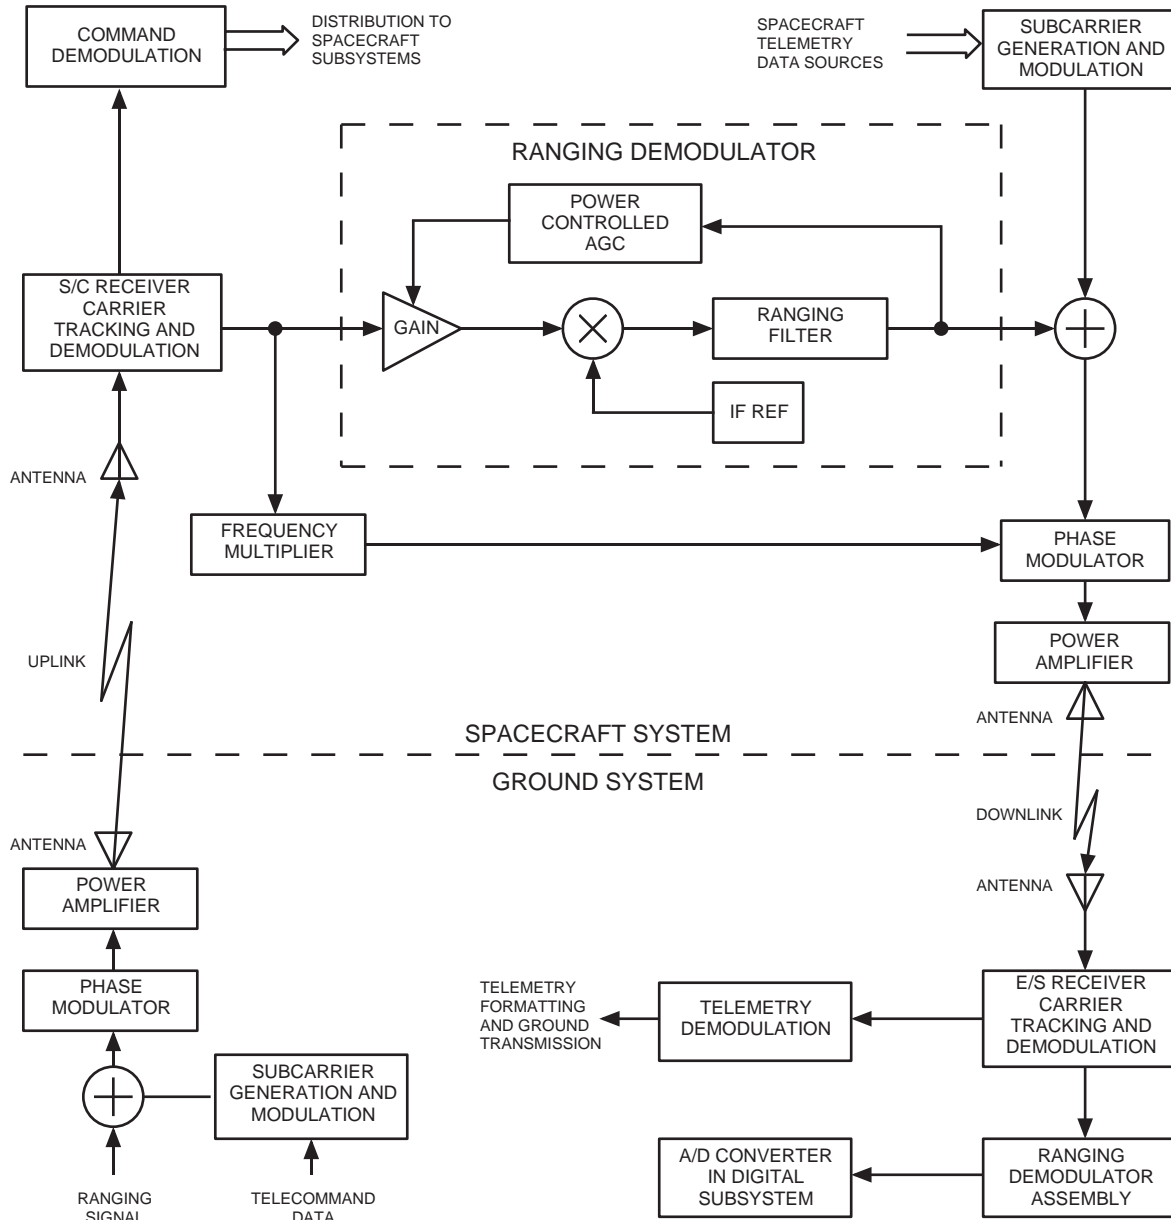 COMMAND
DEMODULATION
DISTRIBUTION TO
SPACECRAFT
SUBSYSTEMS
SPACECRAFT
TELEMETRY
DATA SOURCES
SUBCARRIER
GENERATION AND
MODULATION
RANGING DEMODULATOR
POWER
CONTROLLED
AGC
S/C RECEIVER
CARRIER
TRACKING AND
DEMODULATION
GAIN
RANGING
FILTER
IF REF
ANTENNA
FREQUENCY
MULTIPLIER
PHASE
MODULATOR
UPLINK
POWER
AMPLIFIER
ANTENNA
SPACECRAFT SYSTEM
GROUND SYSTEM
DOWNLINK
ANTENNA
POWER
AMPLIFIER
ANTENNA
PHASE
MODULATOR
TELEMETRY
FORMATTING
AND GROUND
TRANSMISSION
TELEMETRY
DEMODULATION
E/S RECEIVER
CARRIER
TRACKING AND
DEMODULATION
SUBCARRIER
GENERATION AND
MODULATION
A/D CONVERTER
IN DIGITAL
SUBSYSTEM
RANGING
DEMODULATOR
ASSEMBLY
RANGING
SIGNAL
TELECOMMAND
DATA